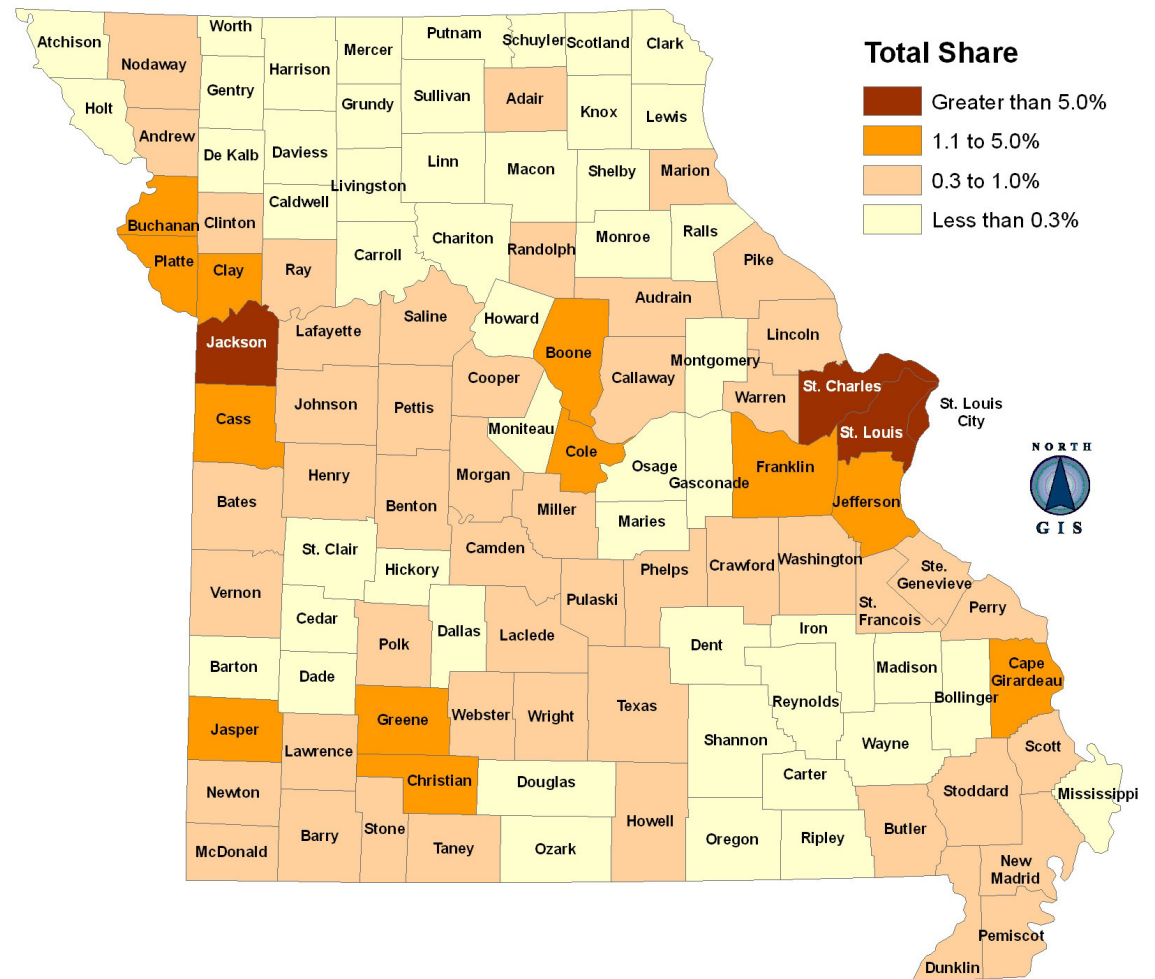 Atchison
Nodaway
Worth
Harrison
Mercer
Putnam
Schuyler
Scotland
Clark
Holt
Gentry
Grundy
Sullivan
Adair
Knox
Lewis
Andrew
De Kalb
Daviess
Livingston
Linn
Macon
Shelby
Marion
Buchanan
Clinton
Caldwell
Carroll
Chariton
Randolph
Monroe
Ralls
Pike
Platte
Clay
Ray
Audrain
Jackson
Lafayette
Saline
Howard
Boone
Callaway
Montgomery
Lincoln
Warren
St. Charles
St. Louis
St. Louis
City
Cass
Johnson
Pettis
Cooper
Moniteau
Cole
Osage
Gasconade
Franklin
Jefferson
Bates
Henry
Benton
Morgan
Miller
Maries
Vernon
St. Clair
Hickory
Camden
Pulaski
Phelps
Crawford
Washington
St.
Francois
Ste.
Genevieve
Perry
Cedar
Polk
Dallas
Laclede
Dent
Iron
Madison
Bollinger
Cape
Girardeau
Barton
Dade
Reynolds
Jasper
Greene
Webster
Wright
Texas
Shannon
Wayne
Scott
Lawrence
Christian
Douglas
Carter
Stoddard
Mississippi
Newton
Barry
Stone
Taney
Ozark
Howell
Oregon
Ripley
Butler
McDonald
New
Madrid
Pemiscot
Dunklin
Total Share
Greater than 5.0%
1.1 to 5.0%
0.3 to 1.0%
Less than 0.3%
NORTH
GIS